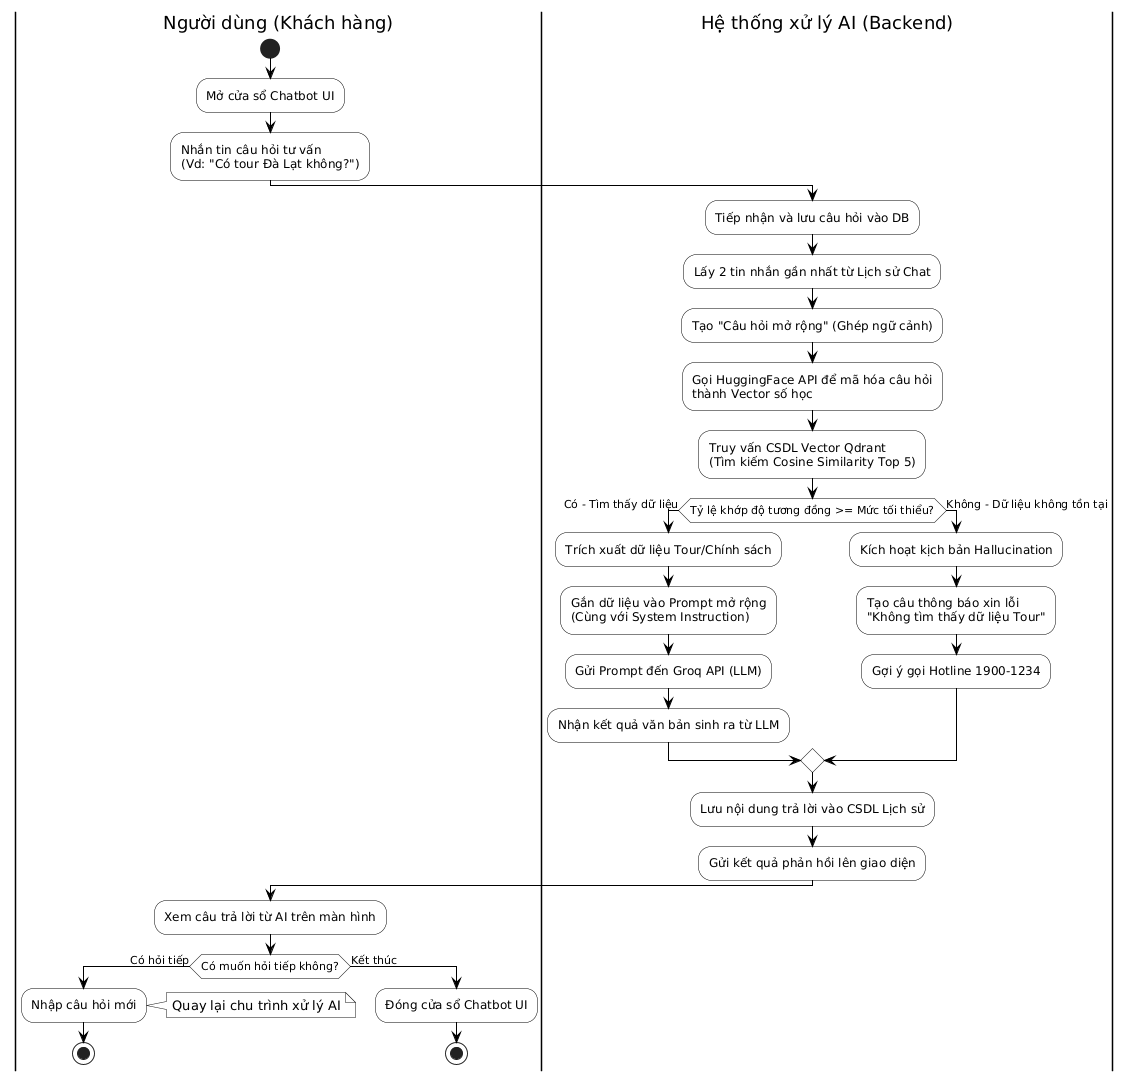 Người dùng (Khách hàng)
Hệ thống xử lý AI (Backend)
Mở cửa sổ Chatbot UI
Nhắn tin câu hỏi tư vấn
(Vd: "Có tour Đà Lạt không?")
Tiếp nhận và lưu câu hỏi vào DB
Lấy 2 tin nhắn gần nhất từ Lịch sử Chat
Tạo "Câu hỏi mở rộng" (Ghép ngữ cảnh)
Gọi HuggingFace API để mã hóa câu hỏi
thành Vector số học
Truy vấn CSDL Vector Qdrant
(Tìm kiếm Cosine Similarity Top 5)
Có - Tìm thấy dữ liệu
Tỷ lệ khớp độ tương đồng >= Mức tối thiểu?
Không - Dữ liệu không tồn tại
Trích xuất dữ liệu Tour/Chính sách
Gắn dữ liệu vào Prompt mở rộng
(Cùng với System Instruction)
Gửi Prompt đến Groq API (LLM)
Nhận kết quả văn bản sinh ra từ LLM
Kích hoạt kịch bản Hallucination
Tạo câu thông báo xin lỗi
"Không tìm thấy dữ liệu Tour"
Gợi ý gọi Hotline 1900-1234
Lưu nội dung trả lời vào CSDL Lịch sử
Gửi kết quả phản hồi lên giao diện
Xem câu trả lời từ AI trên màn hình
Có hỏi tiếp
Có muốn hỏi tiếp không?
Kết thúc
Nhập câu hỏi mới
Quay lại chu trình xử lý AI
Đóng cửa sổ Chatbot UI